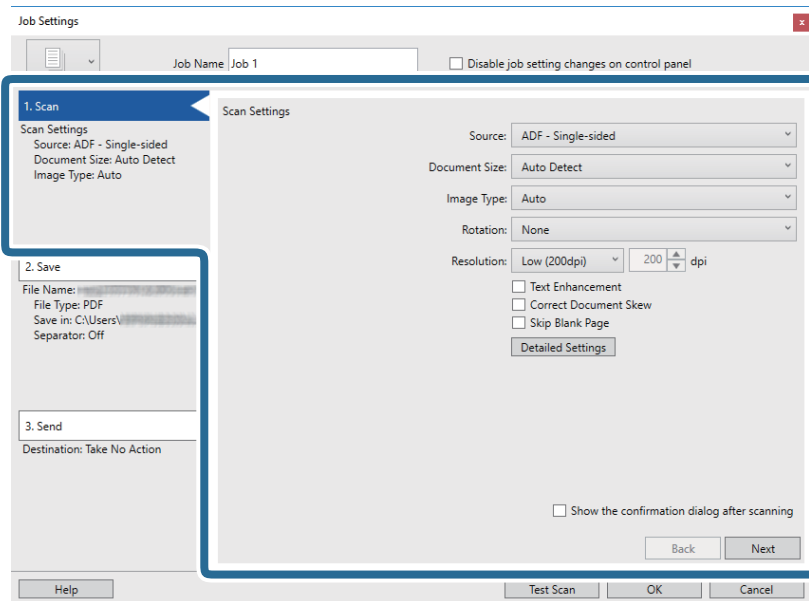 Job Settings
x
Job Name Job 1
Disable job setting changes on control panel
1. Scan
Scan Settings
Source: ADF - Single-sided
Document Size: Auto Detect
Image Type: Auto
2. Save
File Name:
File Type: PDF
Save in: C:\Users\
Separator: Off
3. Send
Destination: Take No Action
Scan Settings
Source: ADF - Single-sided
Document Size: Auto Detect
Image Type: Auto
Rotation: None
Resolution: Low (200dpi) 200 dpi
Text Enhancement
Correct Document Skew
Skip Blank Page
Detailed Settings
Show the confirmation dialog after scanning
Back Next
Help Test Scan OK Cancel